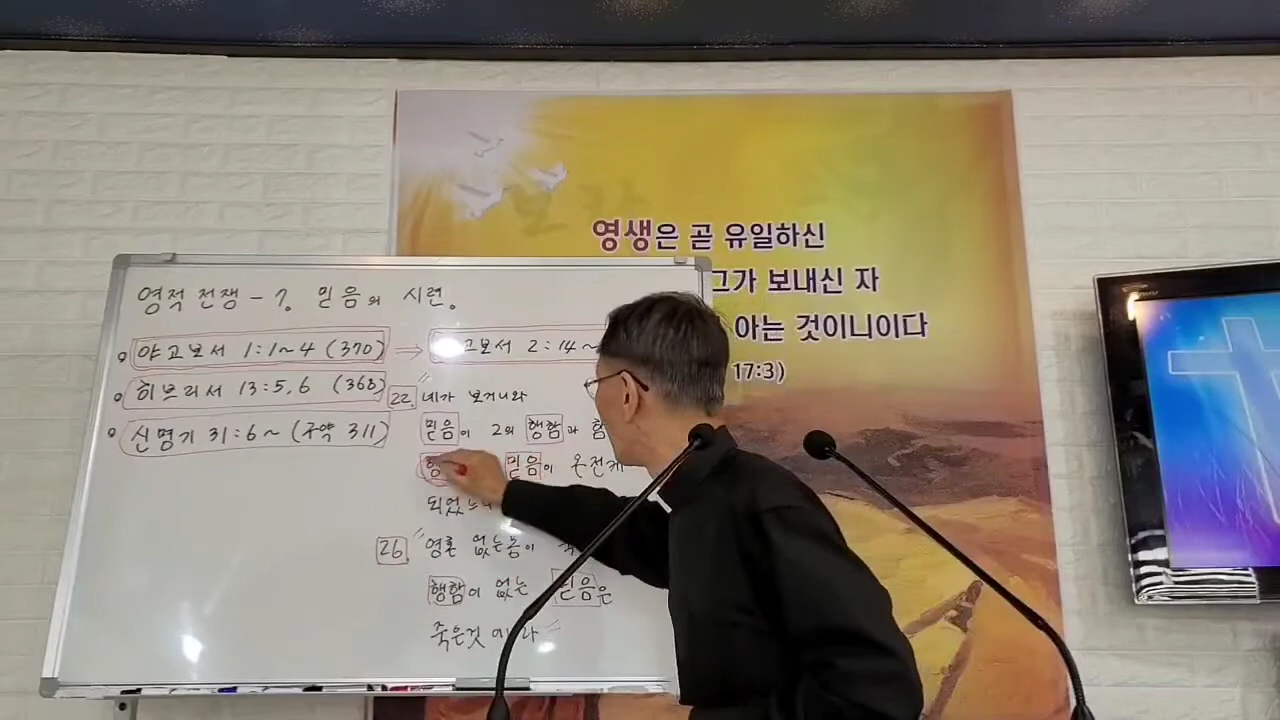 영생은 곧 유일하신
그가 보내신 자
아는 것이니이다
17:3)
영적 전쟁 - 7. 믿음의 시련.
야고보서 1:1~4 (370) ⇒ 고보서 2:14~
히브리서 13:5,6 (368)
신명기 31:6~ (구약 311)
22. "네가 보거니와
믿음이 그의 행함과 함
믿음이 온전케
되었느
26 "영혼 없는 몸이
행함이 없는 믿음은
죽은것 이라"